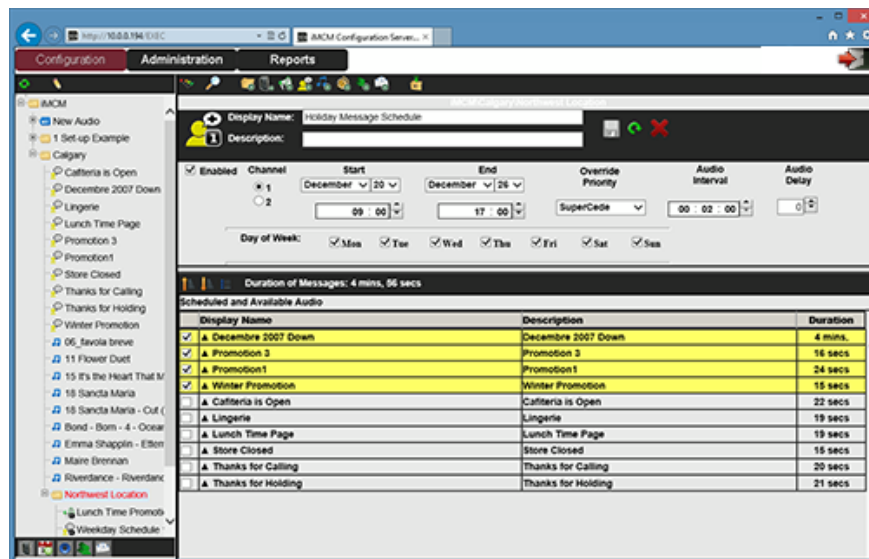 http://10.0.0.194/EXEC
iMCM Configuration Server...
Configuration Administration Reports
iMCM\Calgary\Northwest Location
Display Name: Holiday Message Schedule
Description:
Enabled Channel Start End Override Priority Audio Interval Audio Delay
1 December 20 December 26
2 09 : 00 17 : 00 SuperCede 00 : 02 : 00 0
Day of Week: Mon Tue Wed Thu Fri Sat Sun
Duration of Messages: 4 mins, 56 secs
Scheduled and Available Audio
Display Name Description Duration
Decembre 2007 Down Decembre 2007 Down 4 mins.
Promotion 3 Promotion 3 16 secs
Promotion1 Promotion1 24 secs
Winter Promotion Winter Promotion 15 secs
Cafiteria is Open Cafiteria is Open 22 secs
Lingerie Lingerie 19 secs
Lunch Time Page Lunch Time Page 19 secs
Store Closed Store Closed 15 secs
Thanks for Calling Thanks for Calling 20 secs
Thanks for Holding Thanks for Holding 21 secs
iMCM
New Audio
1 Set-up Example
Calgary
Cafiteria is Open
Decembre 2007 Down
Lingerie
Lunch Time Page
Promotion 3
Promotion1
Store Closed
Thanks for Calling
Thanks for Holding
Winter Promotion
06_favola breve
11 Flower Duet
15 It's the Heart That M
18 Sancta Maria
18 Sancta Maria - Cut (
Bond - Born - 4 - Ocear
Emma Shapplin - Etterr
Maire Brennan
Riverdance - Riverdanc
Northwest Location
Lunch Time Promoti
Weekday Schedule